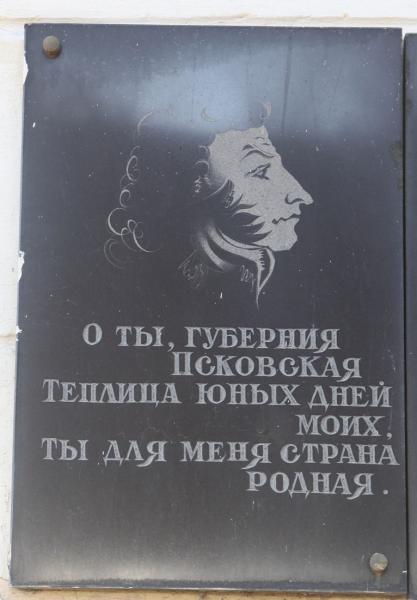 О ты, губерния
Псковская
Теплица юных дней
моих,
ты для меня страна
родная.